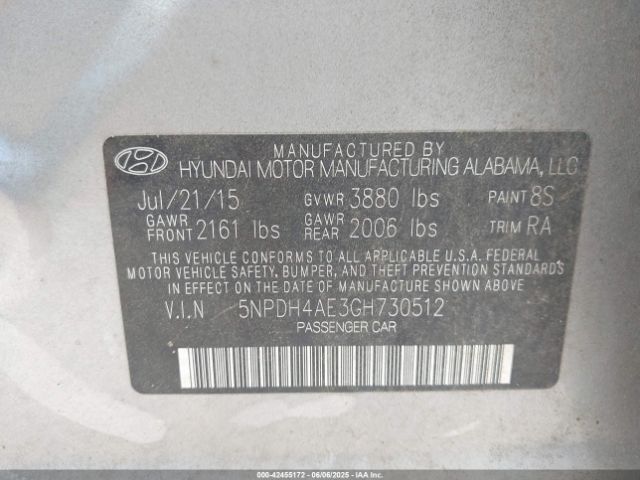 MANUFACTURED BY
HYUNDAI MOTOR MANUFACTURING ALABAMA, LLC
Jul/21/15 GVWR 3880 lbs PAINT 8S
GAWR FRONT 2161 lbs GAWR REAR 2006 lbs TRIM RA
THIS VEHICLE CONFORMS TO ALL APPLICABLE U.S.A. FEDERAL
MOTOR VEHICLE SAFETY, BUMPER, AND THEFT PREVENTION STANDARDS
IN EFFECT ON THE DATE OF MANUFACTURE SHOWN ABOVE.
V.I.N 5NPDH4AE3GH730512
PASSENGER CAR
000-42455172 - 06/06/2025 - IAA Inc.